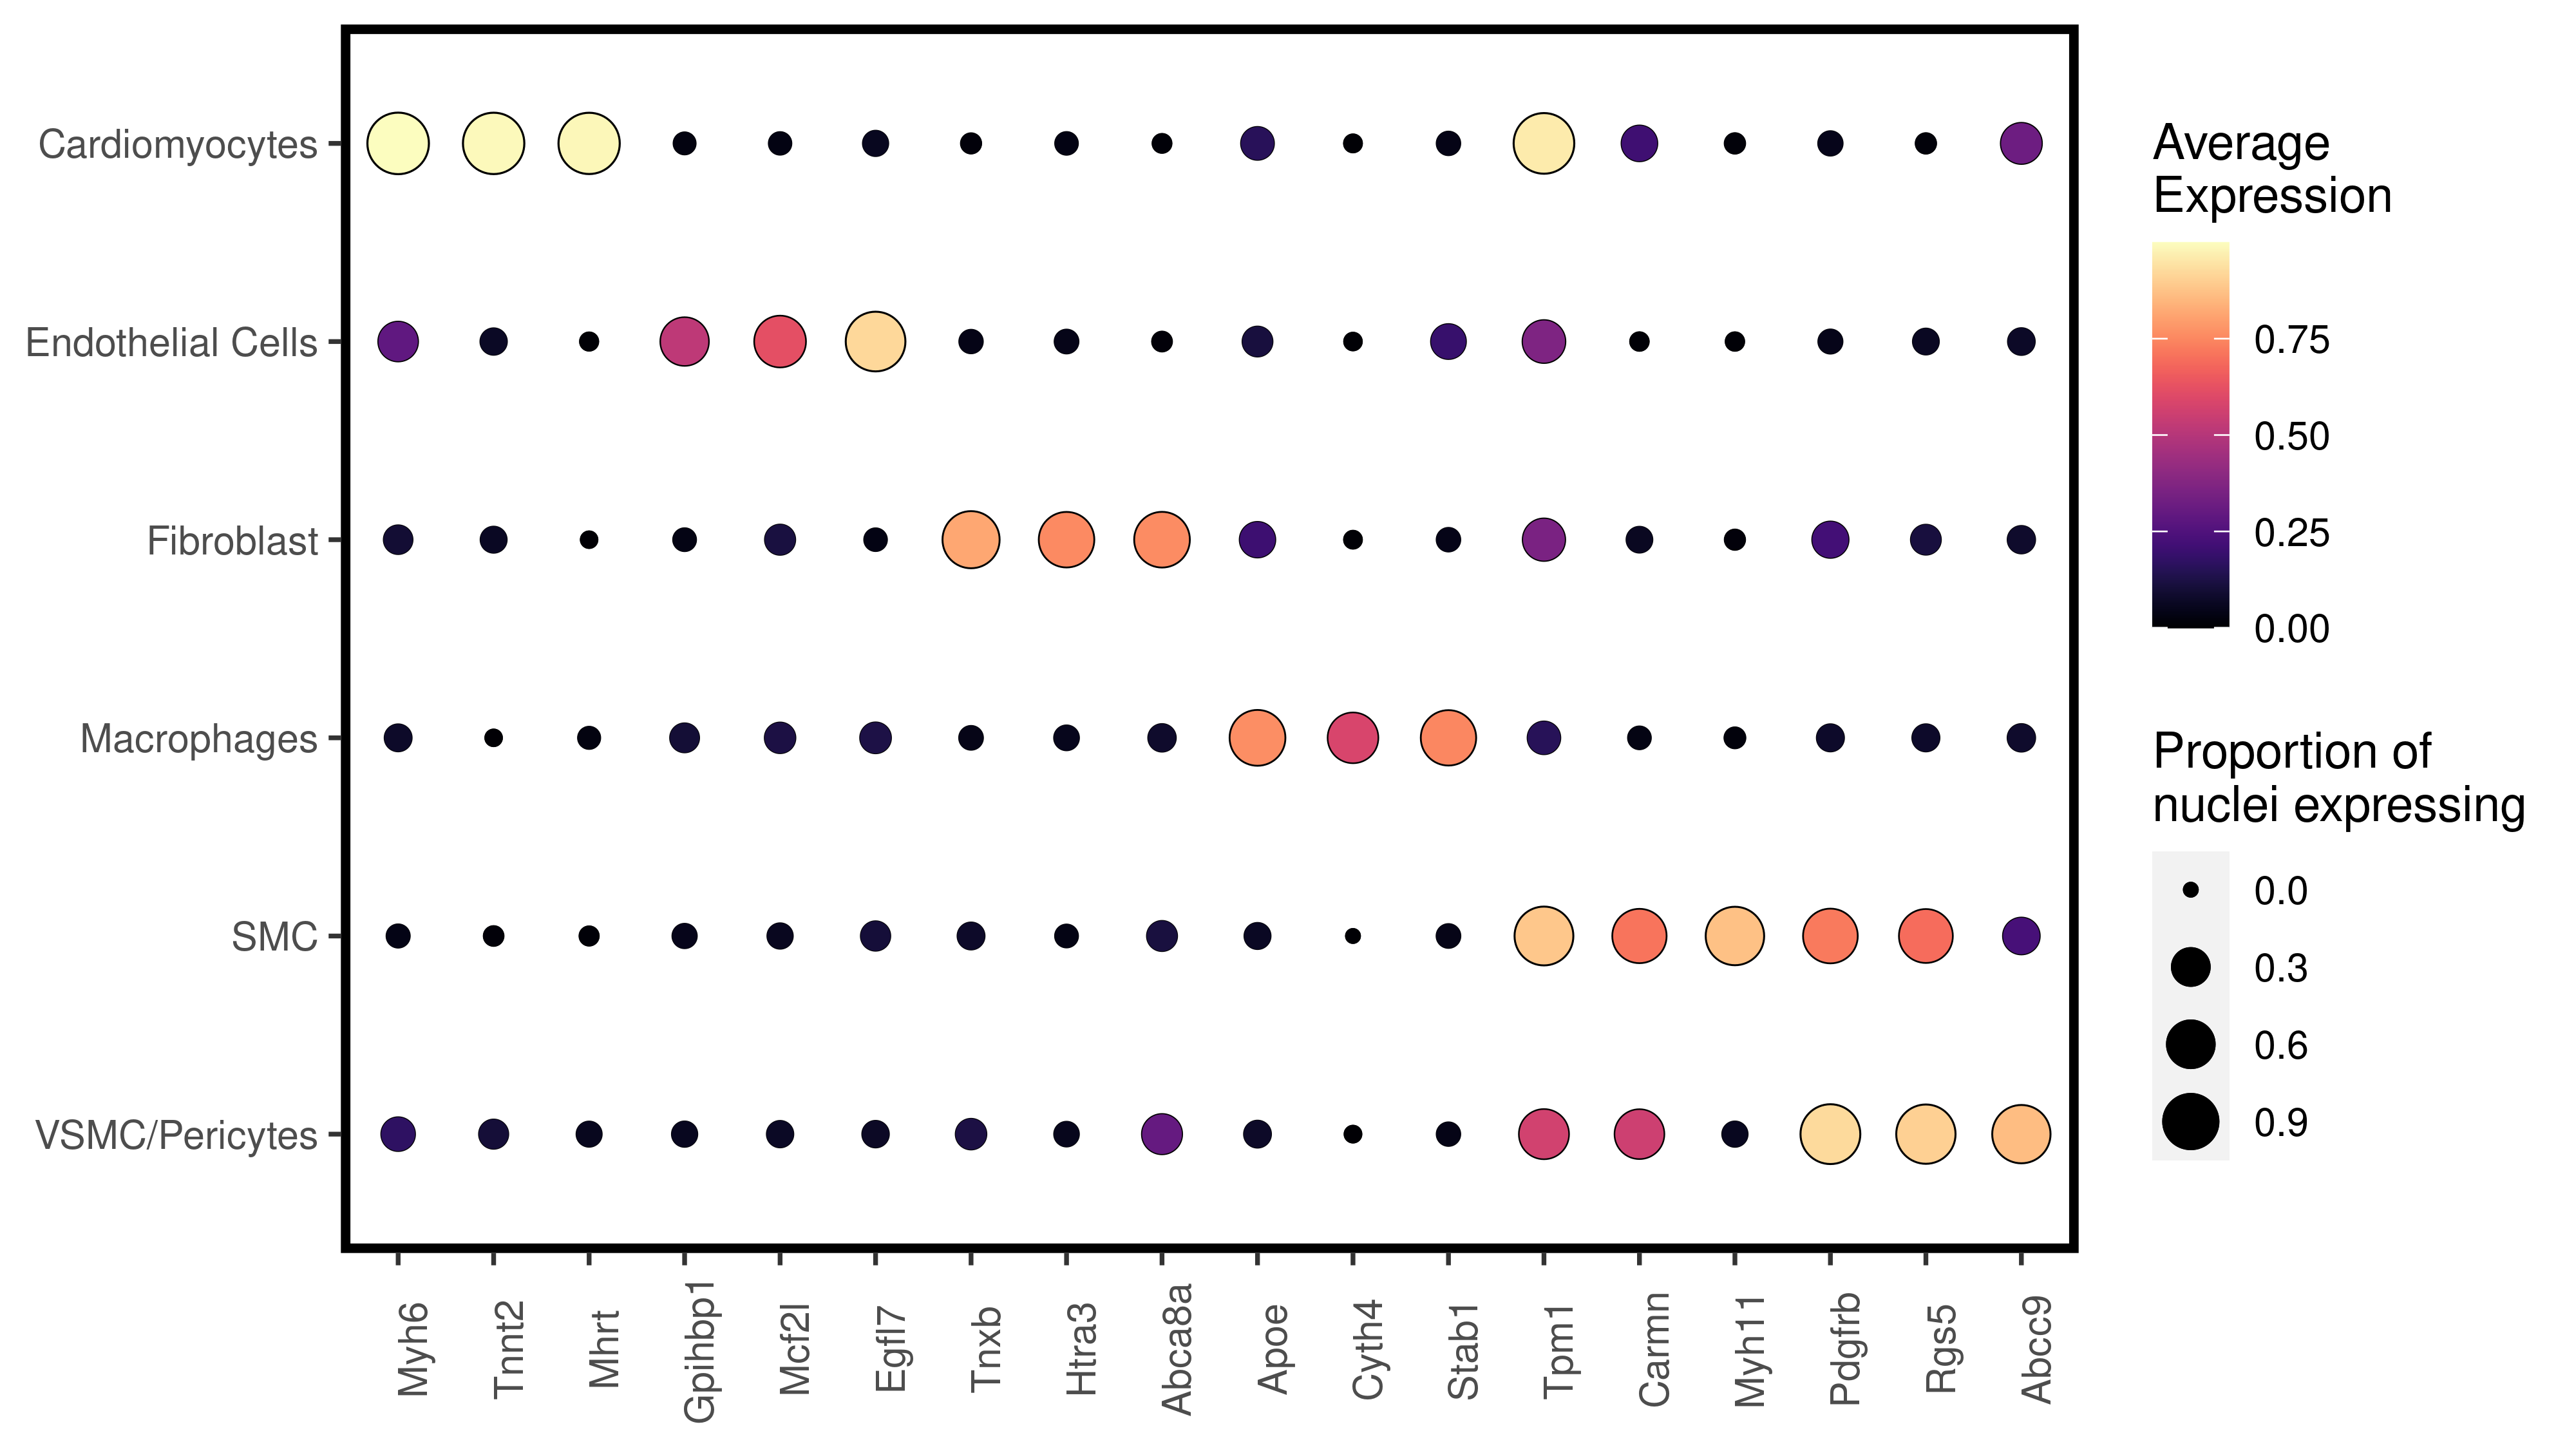 Cardiomyocytes
Endothelial Cells
Fibroblast
Macrophages
SMC
VSMC/Pericytes
Myh6
Tnnt2
Mhrt
Gpihbp1
Mcf2l
Egfl7
Tnxb
Htra3
Abca8a
Apoe
Cyth4
Stab1
Tpm1
Carmn
Myh11
Pdgfrb
Rgs5
Abcc9
Average
Expression
0.75
0.50
0.25
0.00
Proportion of
nuclei expressing
0.0
0.3
0.6
0.9